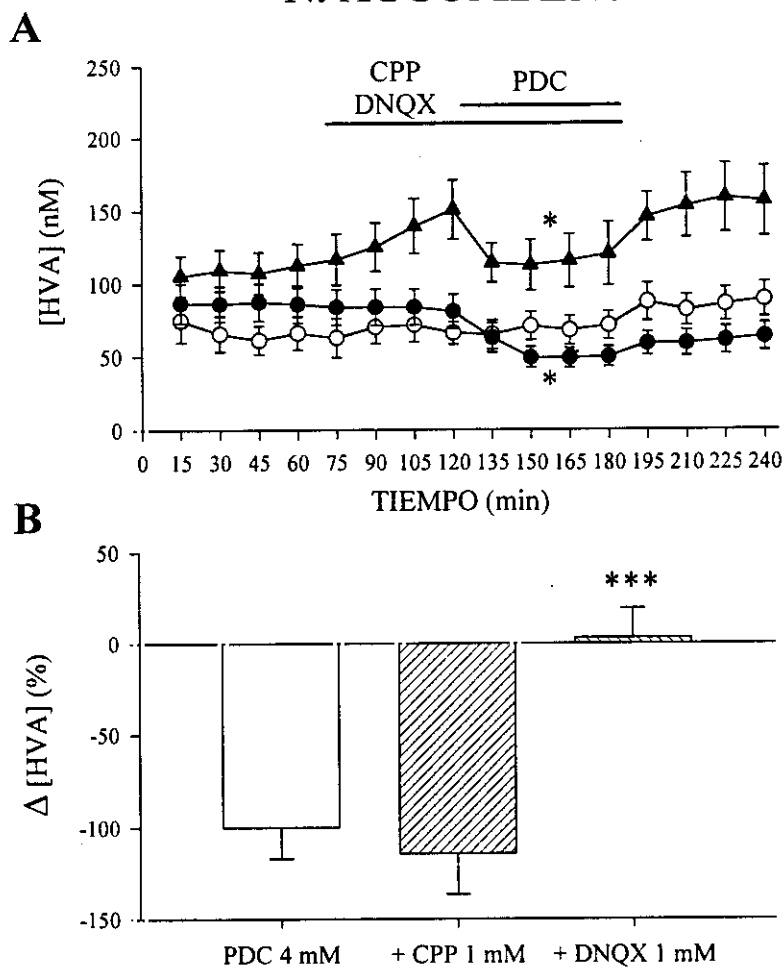 A
CPP
DNQX
PDC
250
200
150
100
50
0
[HVA] (nM)
*
*
0 15 30 45 60 75 90 105 120 135 150 165 180 195 210 225 240
TIEMPO (min)
B
50
0
-50
-100
-150
Δ [HVA] (%)
***
PDC 4 mM + CPP 1 mM + DNQX 1 mM